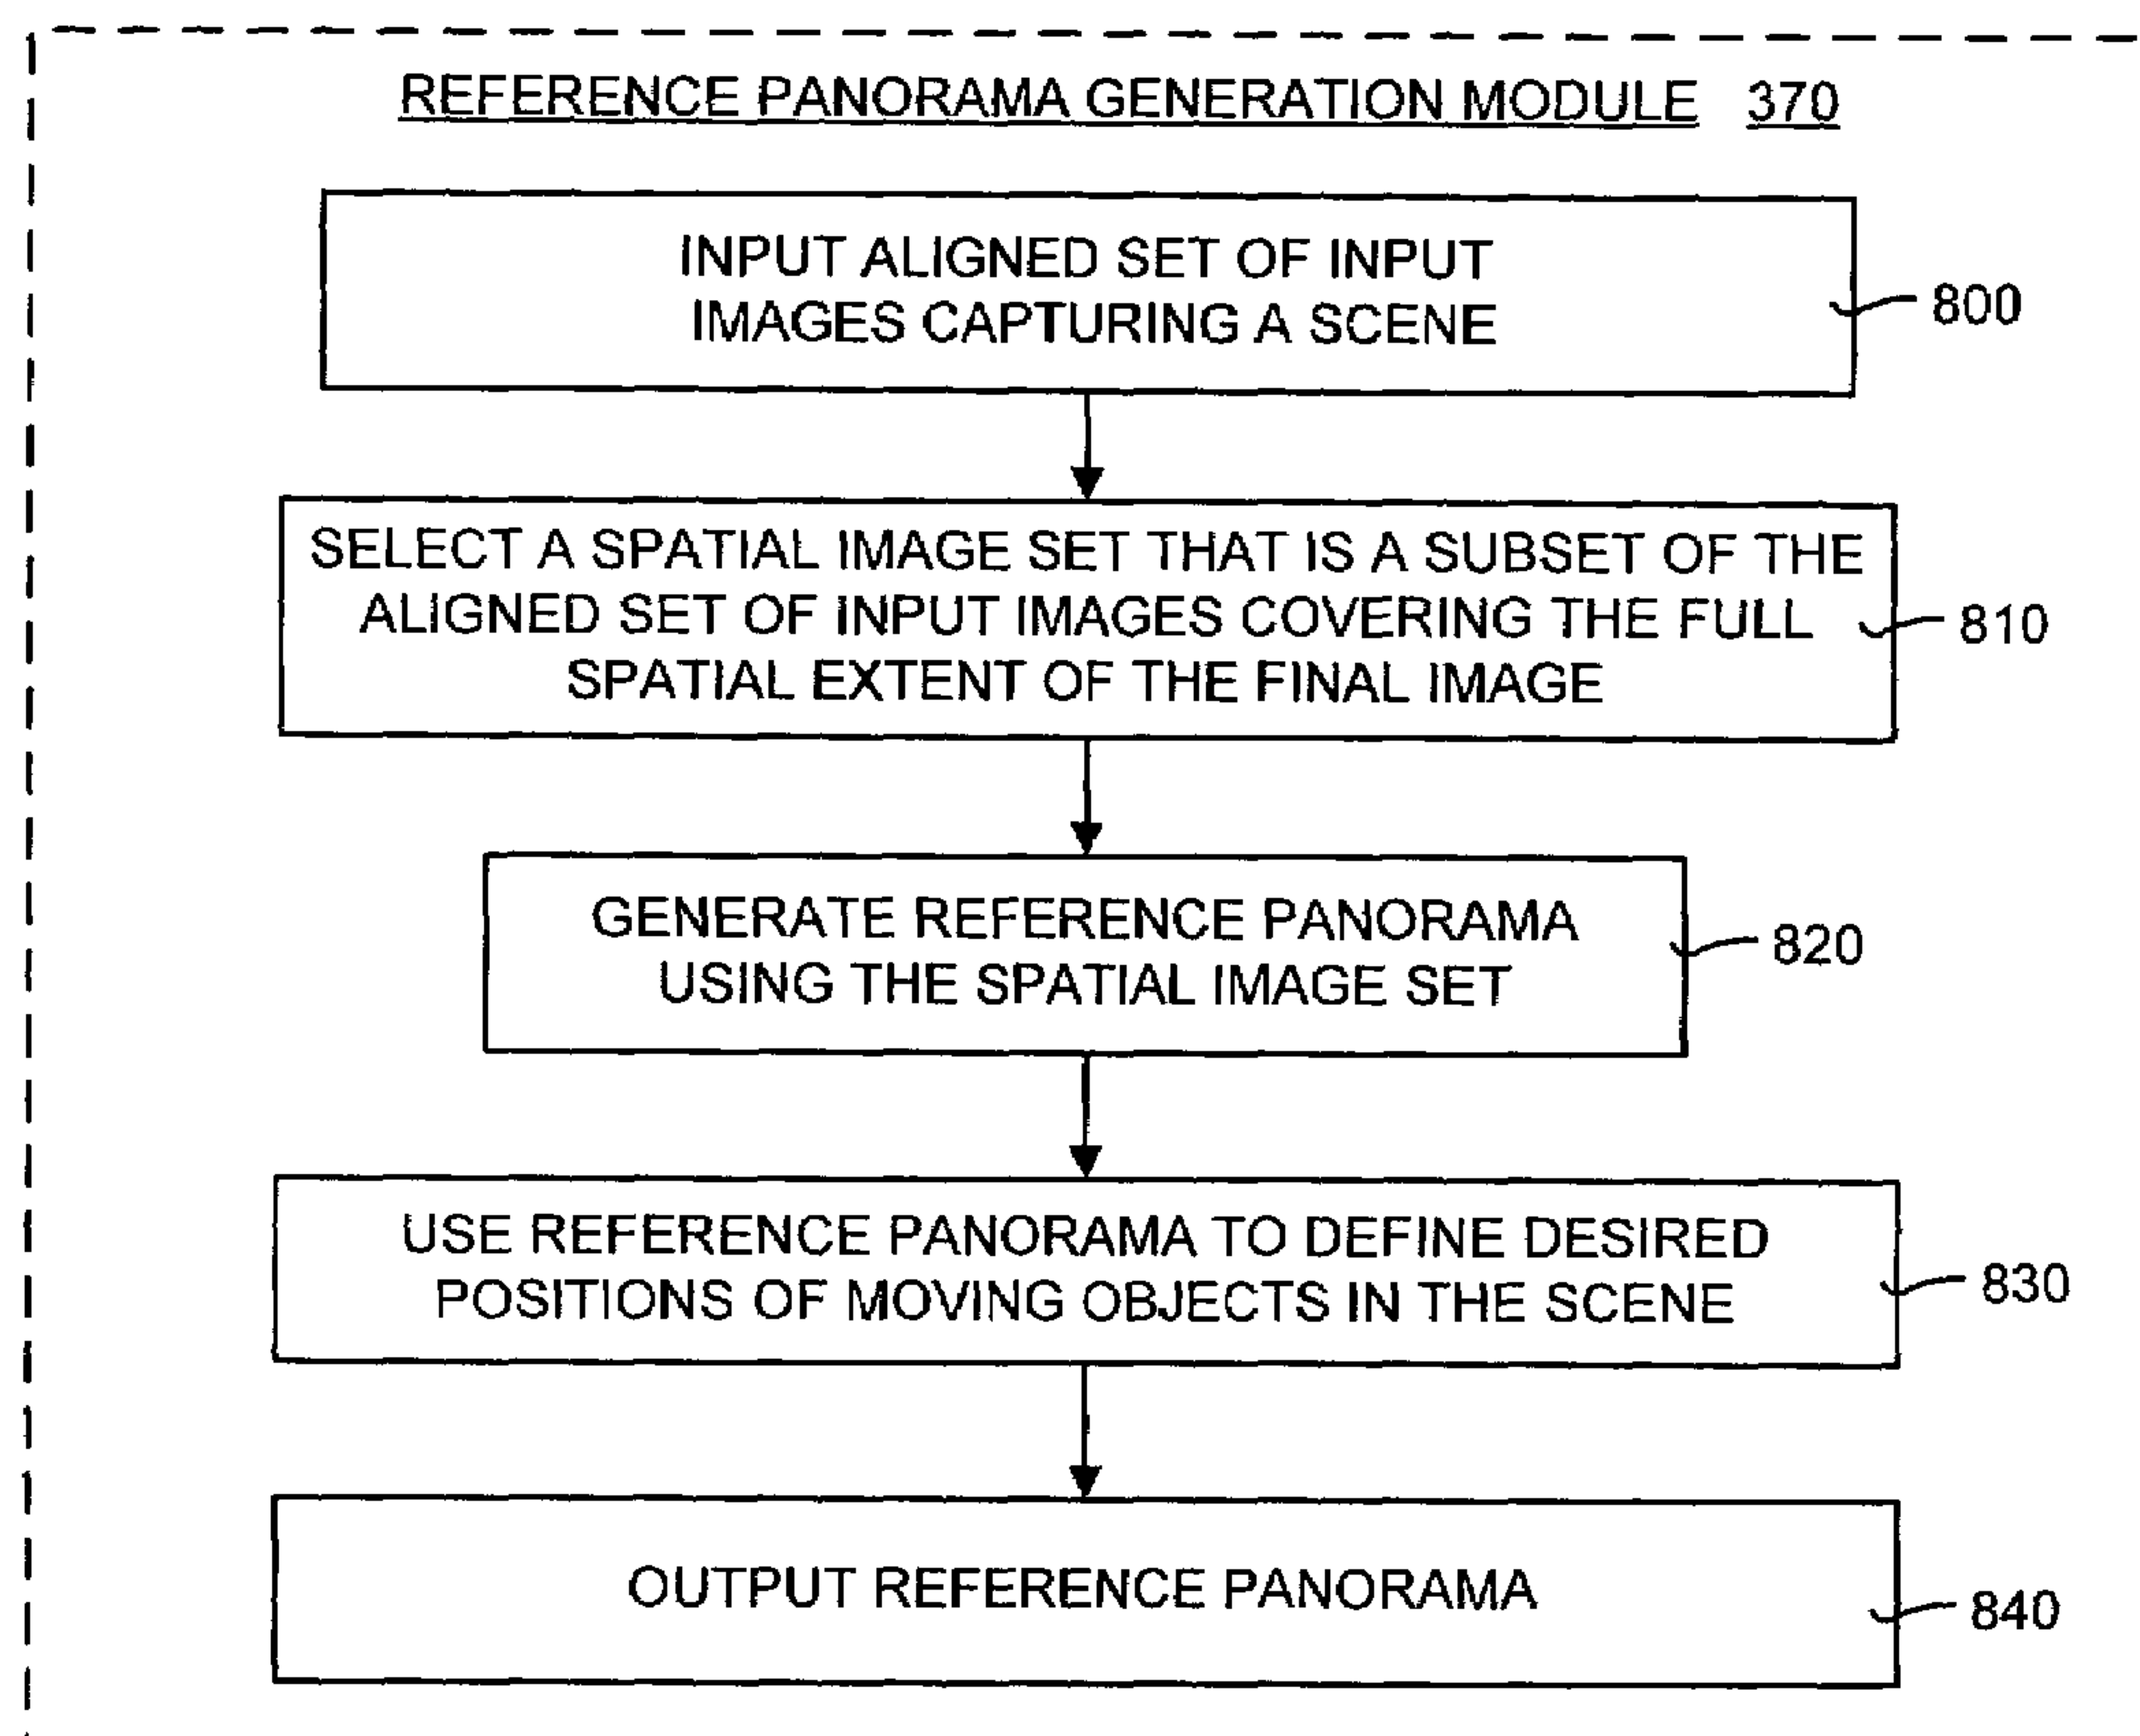 REFERENCE PANORAMA GENERATION MODULE 370
INPUT ALIGNED SET OF INPUT
IMAGES CAPTURING A SCENE
800
SELECT A SPATIAL IMAGE SET THAT IS A SUBSET OF THE
ALIGNED SET OF INPUT IMAGES COVERING THE FULL
SPATIAL EXTENT OF THE FINAL IMAGE
810
GENERATE REFERENCE PANORAMA
USING THE SPATIAL IMAGE SET
820
USE REFERENCE PANORAMA TO DEFINE DESIRED
POSITIONS OF MOVING OBJECTS IN THE SCENE
830
OUTPUT REFERENCE PANORAMA
840